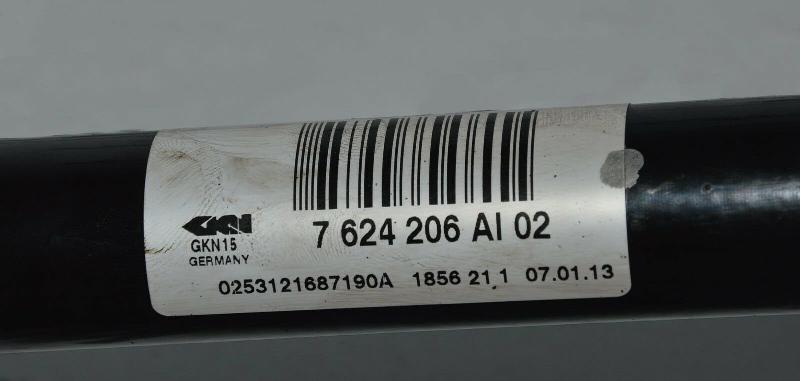 GKN
7 624 206 AI 02
GKN15
GERMANY
0253121687190A 1856 21 1 07.01.13